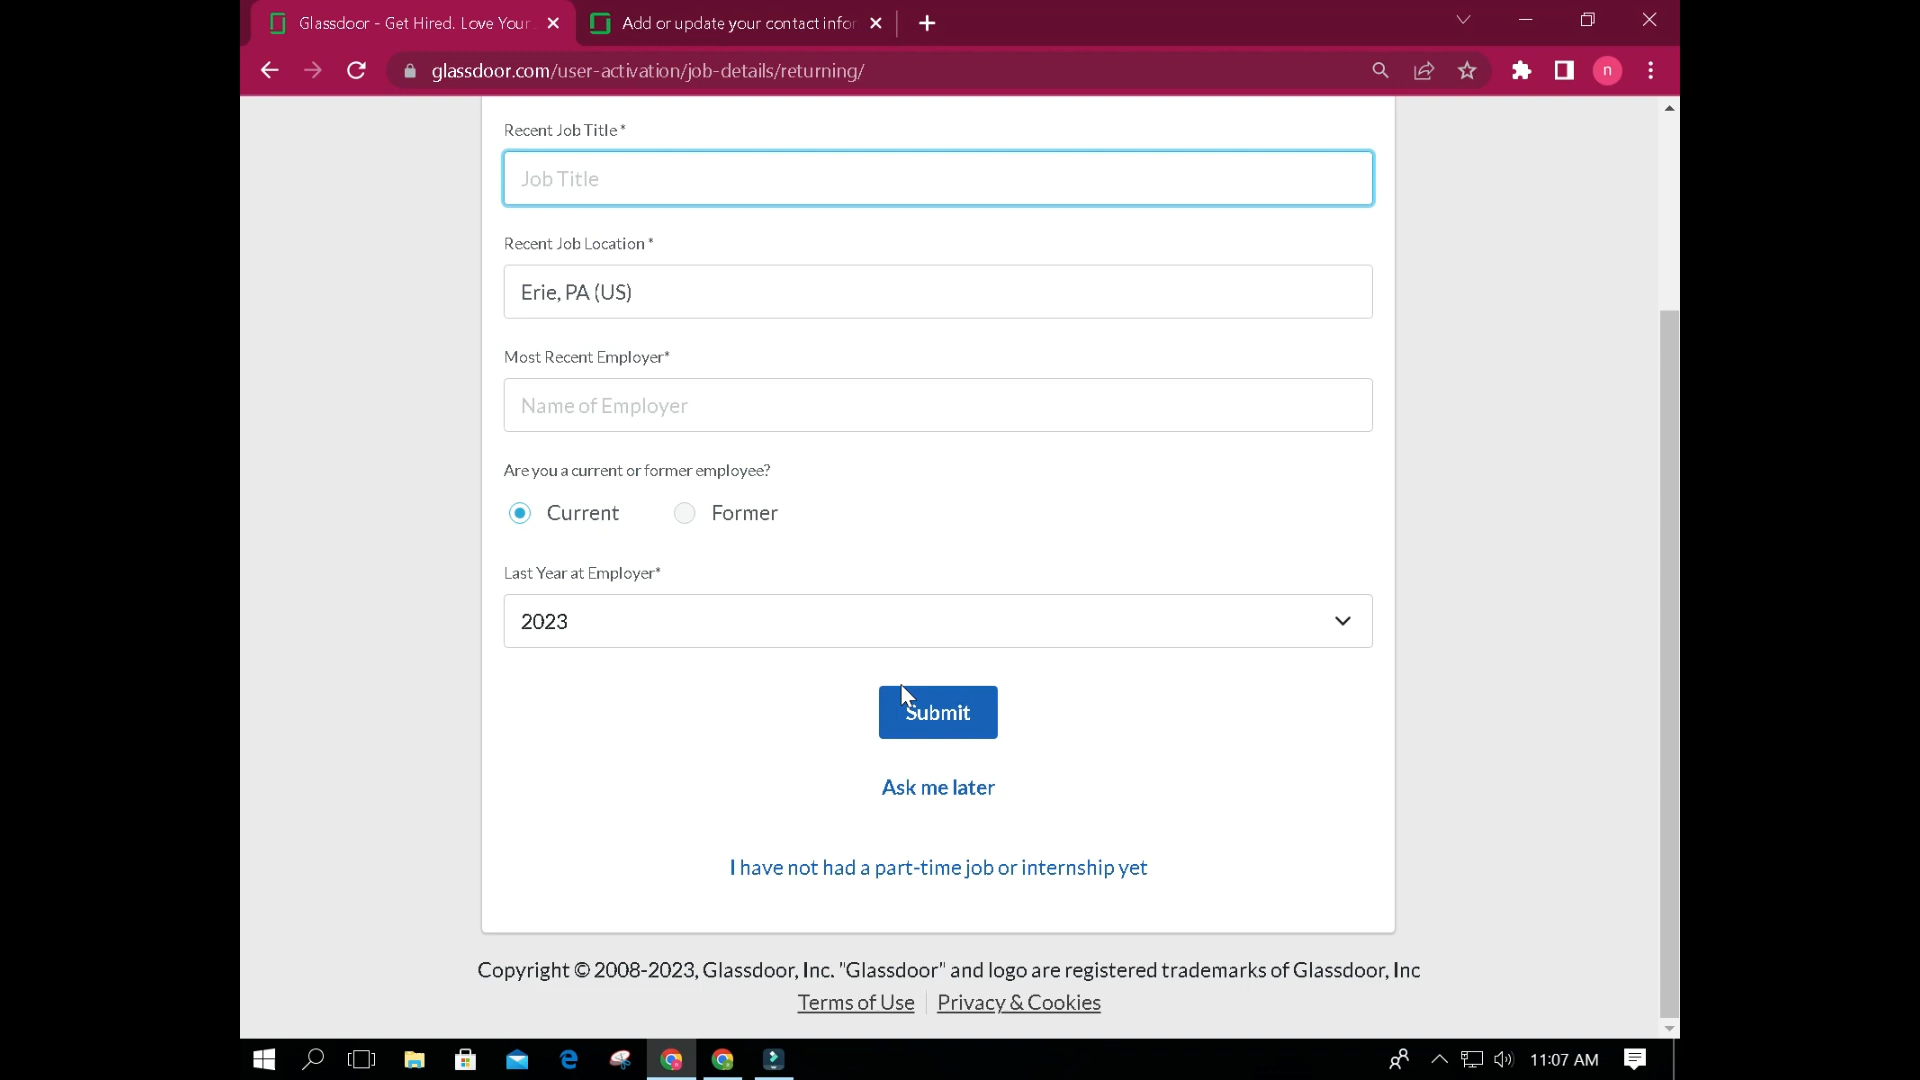 Glassdoor - Get Hired. Love Your
Add or update your contact infor
glassdoor.com/user-activation/job-details/returning/
n
Recent Job Title*
Job Title
Recent Job Location*
Erie, PA (US)
Most Recent Employer*
Name of Employer
Are you a current or former employee?
Current
Former
Last Year at Employer*
2023
Submit
Ask me later
I have not had a part-time job or internship yet
Copyright © 2008-2023, Glassdoor, Inc. "Glassdoor" and logo are registered trademarks of Glassdoor, Inc
Terms of Use
Privacy & Cookies
11:07 AM